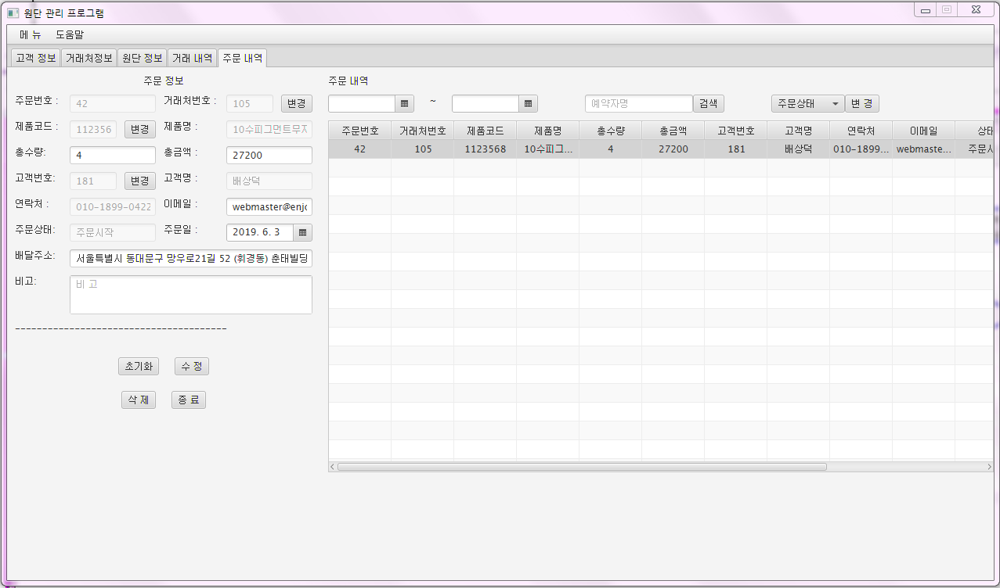 원단 관리 프로그램
메 뉴 도움말
고객 정보 거래처정보 원단 정보 거래 내역 주문 내역
주문 정보
주문번호 : 42 거래처번호 : 105 변경
제품코드 : 112356 변경 제품명 : 10수피그먼트무지
총수량: 4 총금액 : 27200
고객번호: 181 변경 고객명 : 배상덕
연락처 : 010-1899-0422 이메일 : webmaster@enjo
주문상태: 주문시작 주문일 : 2019. 6. 3
배달주소: 서울특별시 동대문구 망우로21길 52 (휘경동) 춘태빌딩
비고: 비 고
---------------------------------------
초기화 수 정
삭 제 종 료
주문 내역
~ 예약자명 검색 주문상태 변 경
주문번호 거래처번호 제품코드 제품명 총수량 총금액 고객번호 고객명 연락처 이메일 상태
42 105 1123568 10수피그... 4 27200 181 배상덕 010-1899... webmaste... 주문시